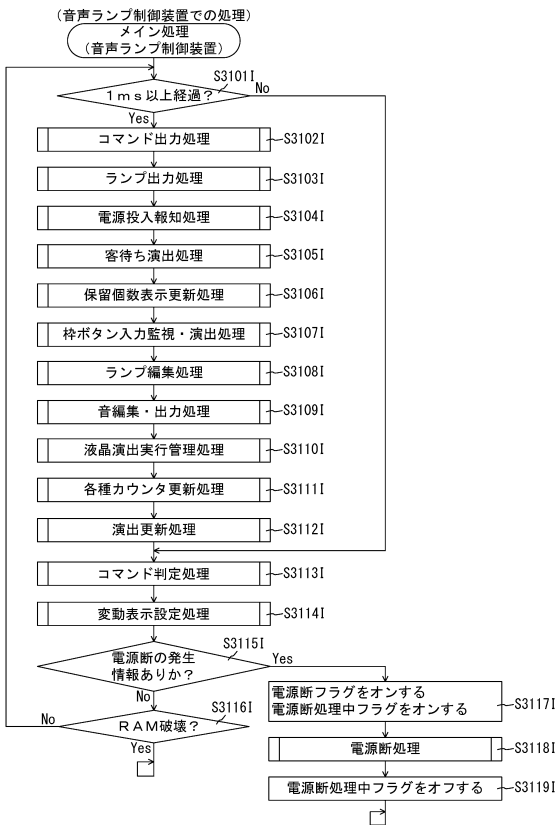 (音声ランプ制御装置での処理)
メイン処理
(音声ランプ制御装置)
S3101I
1ms以上経過?
No
Yes
コマンド出力処理
S3102I
ランプ出力処理
S3103I
電源投入報知処理
S3104I
客待ち演出処理
S3105I
保留個数表示更新処理
S3106I
枠ボタン入力監視・演出処理
S3107I
ランプ編集処理
S3108I
音編集・出力処理
S3109I
液晶演出実行管理処理
S3110I
各種カウンタ更新処理
S3111I
演出更新処理
S3112I
コマンド判定処理
S3113I
変動表示設定処理
S3114I
S3115I
電源断の発生
情報ありか?
Yes
No
S3116I
RAM破壊?
No
Yes
電源断フラグをオンする
電源断処理中フラグをオンする
S3117I
電源断処理
S3118I
電源断処理中フラグをオフする
S3119I